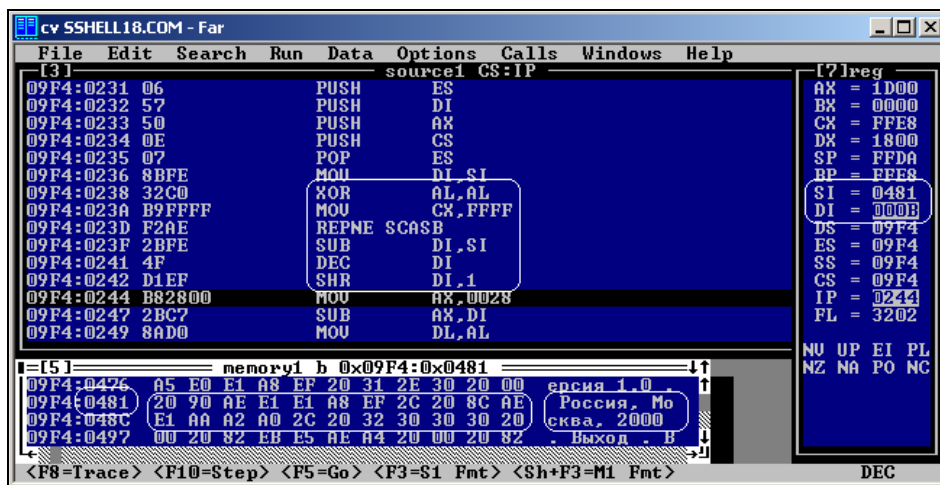 cv SSHELL18.COM - Far
File Edit Search Run Data Options Calls Windows Help
[3] source1 CS:IP
09F4:0231 06 PUSH ES
09F4:0232 57 PUSH DI
09F4:0233 50 PUSH AX
09F4:0234 0E PUSH CS
09F4:0235 07 POP ES
09F4:0236 8BFE MOV DI,SI
09F4:0238 32C0 XOR AL,AL
09F4:023A B9FFFF MOV CX,FFFF
09F4:023D F2AE REPNE SCASB
09F4:023F 2BFE SUB DI,SI
09F4:0241 4F DEC DI
09F4:0242 D1EF SHR DI,1
09F4:0244 B82800 MOV AX,0028
09F4:0247 2BC7 SUB AX,DI
09F4:0249 8AD0 MOV DL,AL
[7]reg
AX = 1D00
BX = 0000
CX = FFE8
DX = 1800
SP = FFDA
BP = FFE8
SI = 0481
DI = 000B
DS = 09F4
ES = 09F4
SS = 09F4
CS = 09F4
IP = 0244
FL = 3202
NV UP EI PL
NZ NA PO NC
[5] memory1 b 0x09F4:0x0481
09F4:0476 A5 E0 E1 A8 EF 20 31 2E 30 20 00 ерсия 1.0 .
09F4:0481 20 90 AE E1 E1 A8 EF 2C 20 8C AE Россия, Мо
09F4:048C E1 AA A2 A0 2C 20 32 30 30 30 20 сква, 2000
09F4:0497 00 20 82 EB E5 AE A4 20 00 20 82 . Выход . В
<F8=Trace> <F10=Step> <F5=Go> <F3=S1 Fmt> <Sh+F3=M1 Fmt> DEC